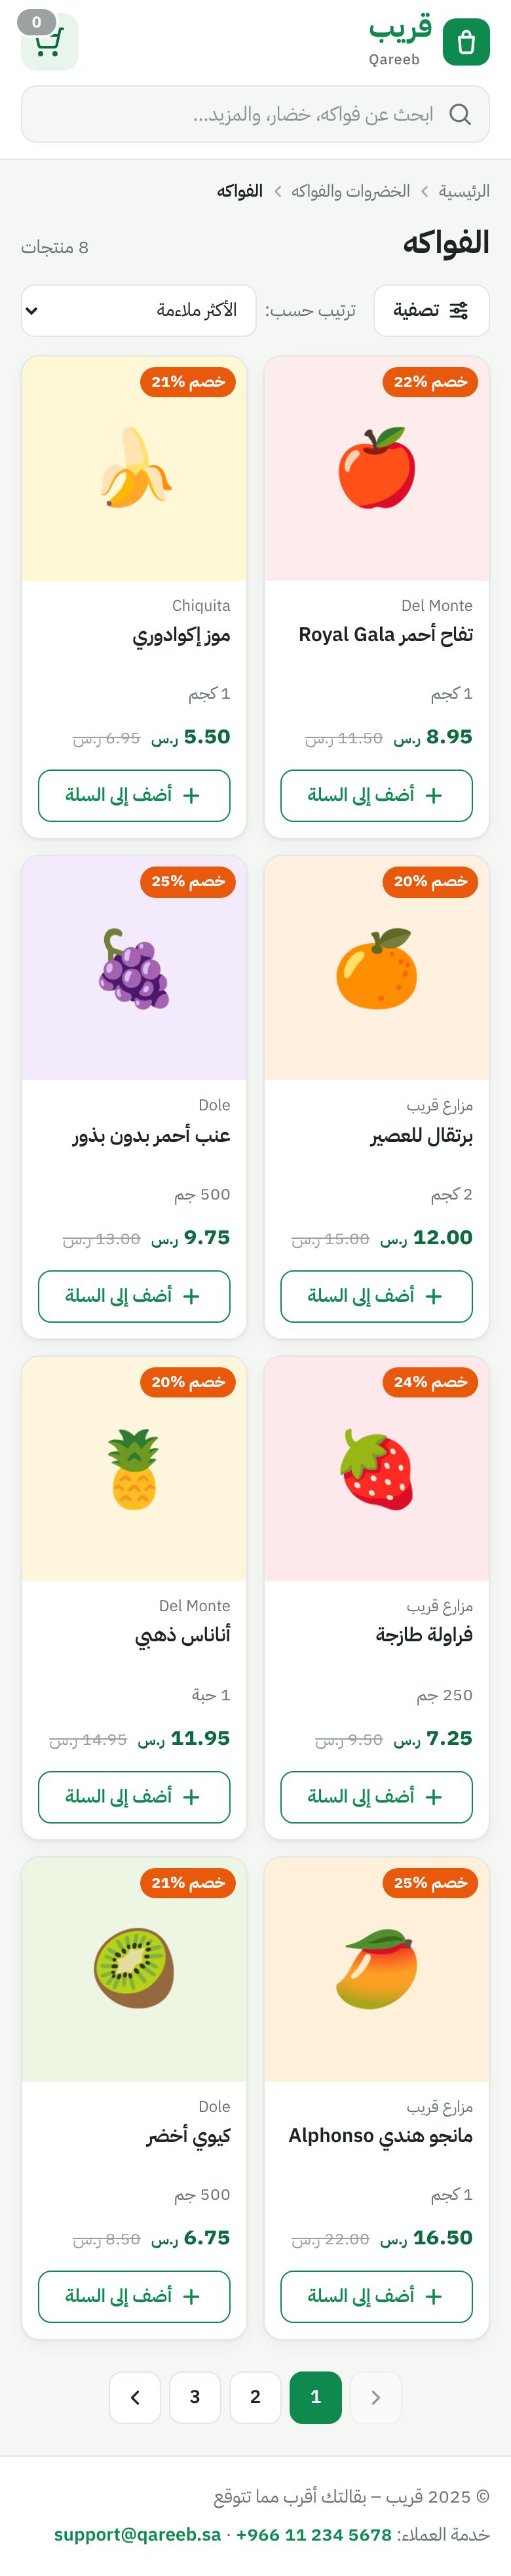 قريب
Qareeb
0
ابحث عن فواكه، خضار، والمزيد...
الرئيسية
الخضروات والفواكه
الفواكه
الفواكه
8 منتجات
تصفية
ترتيب حسب:
الأكثر ملاءمة
خصم 22%
Del Monte
تفاح أحمر Royal Gala
1 كجم
8.95 ر.س 11.50 ر.س
أضف إلى السلة
خصم 21%
Chiquita
موز إكوادوري
1 كجم
5.50 ر.س 6.95 ر.س
أضف إلى السلة
خصم 20%
مزارع قريب
برتقال للعصير
2 كجم
12.00 ر.س 15.00 ر.س
أضف إلى السلة
خصم 25%
Dole
عنب أحمر بدون بذور
500 جم
9.75 ر.س 13.00 ر.س
أضف إلى السلة
خصم 24%
مزارع قريب
فراولة طازجة
250 جم
7.25 ر.س 9.50 ر.س
أضف إلى السلة
خصم 20%
Del Monte
أناناس ذهبي
1 حبة
11.95 ر.س 14.95 ر.س
أضف إلى السلة
خصم 25%
مزارع قريب
مانجو هندي Alphonso
1 كجم
16.50 ر.س 22.00 ر.س
أضف إلى السلة
خصم 21%
Dole
كيوي أخضر
500 جم
6.75 ر.س 8.50 ر.س
أضف إلى السلة
1
2
3
© 2025 قريب – بقالتك أقرب مما تتوقع
خدمة العملاء: +966 11 234 5678 · support@qareeb.sa